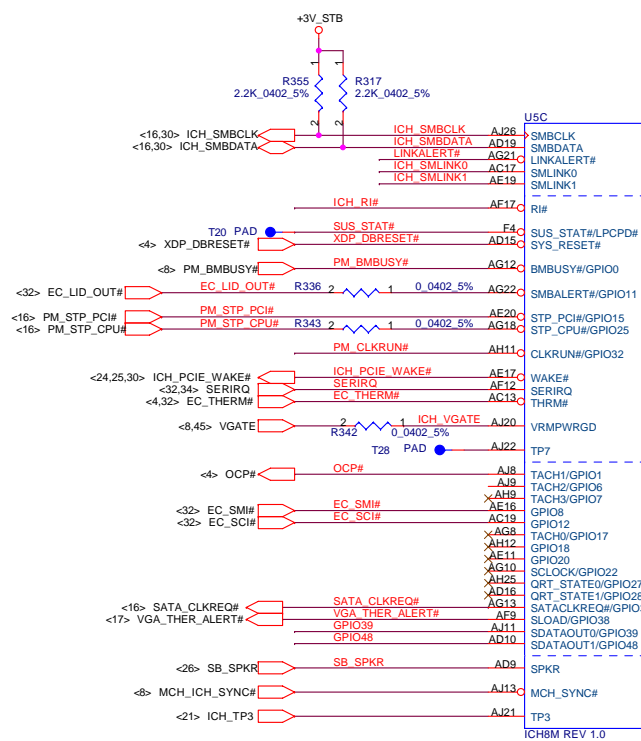 +3V_STB
R355 R317
2.2K_0402_5% 2.2K_0402_5%
1 1
2 2
U5C
<16,30> ICH_SMBCLK ICH_SMBCLK AJ26 SMBCLK
<16,30> ICH_SMBDATA ICH_SMBDATA AD19 SMBDATA
LINKALERT# AG21 LINKALERT#
ICH_SMLINK0 AC17 SMLINK0
ICH_SMLINK1 AE19 SMLINK1
ICH_RI# AF17 RI#
T20 PAD SUS_STAT# F4 SUS_STAT#/LPCPD#
<4> XDP_DBRESET# XDP_DBRESET# AD15 SYS_RESET#
<8> PM_BMBUSY# PM_BMBUSY# AG12 BMBUSY#/GPIO0
<32> EC_LID_OUT# EC_LID_OUT# R336 2 1 0_0402_5% AG22 SMBALERT#/GPIO11
<16> PM_STP_PCI# PM_STP_PCI# AE20 STP_PCI#/GPIO15
<16> PM_STP_CPU# PM_STP_CPU# R343 2 1 0_0402_5% AG18 STP_CPU#/GPIO25
PM_CLKRUN# AH11 CLKRUN#/GPIO32
<24,25,30> ICH_PCIE_WAKE# ICH_PCIE_WAKE# AE17 WAKE#
<32,34> SERIRQ SERIRQ AF12 SERIRQ
<4,32> EC_THERM# EC_THERM# AC13 THRM#
<8,45> VGATE 2 1 ICH_VGATE AJ20 VRMPWRGD
R342 0_0402_5%
T28 PAD AJ22 TP7
<4> OCP# OCP# AJ8 TACH1/GPIO1
AJ9 TACH2/GPIO6
AH9 TACH3/GPIO7
<32> EC_SMI# EC_SMI# AE16 GPIO8
<32> EC_SCI# EC_SCI# AC19 GPIO12
AG8 TACH0/GPIO17
AH12 GPIO18
AE11 GPIO20
AG10 SCLOCK/GPIO22
AH25 QRT_STATE0/GPIO27
AD16 QRT_STATE1/GPIO28
<16> SATA_CLKREQ# SATA_CLKREQ# AG13 SATACLKREQ#/GPIO3
<17> VGA_THER_ALERT# VGA_THER_ALERT# AF9 SLOAD/GPIO38
GPIO39 AJ11 SDATAOUT0/GPIO39
GPIO48 AD10 SDATAOUT1/GPIO48
<26> SB_SPKR SB_SPKR AD9 SPKR
<8> MCH_ICH_SYNC# AJ13 MCH_SYNC#
<21> ICH_TP3 AJ21 TP3
ICH8M REV 1.0